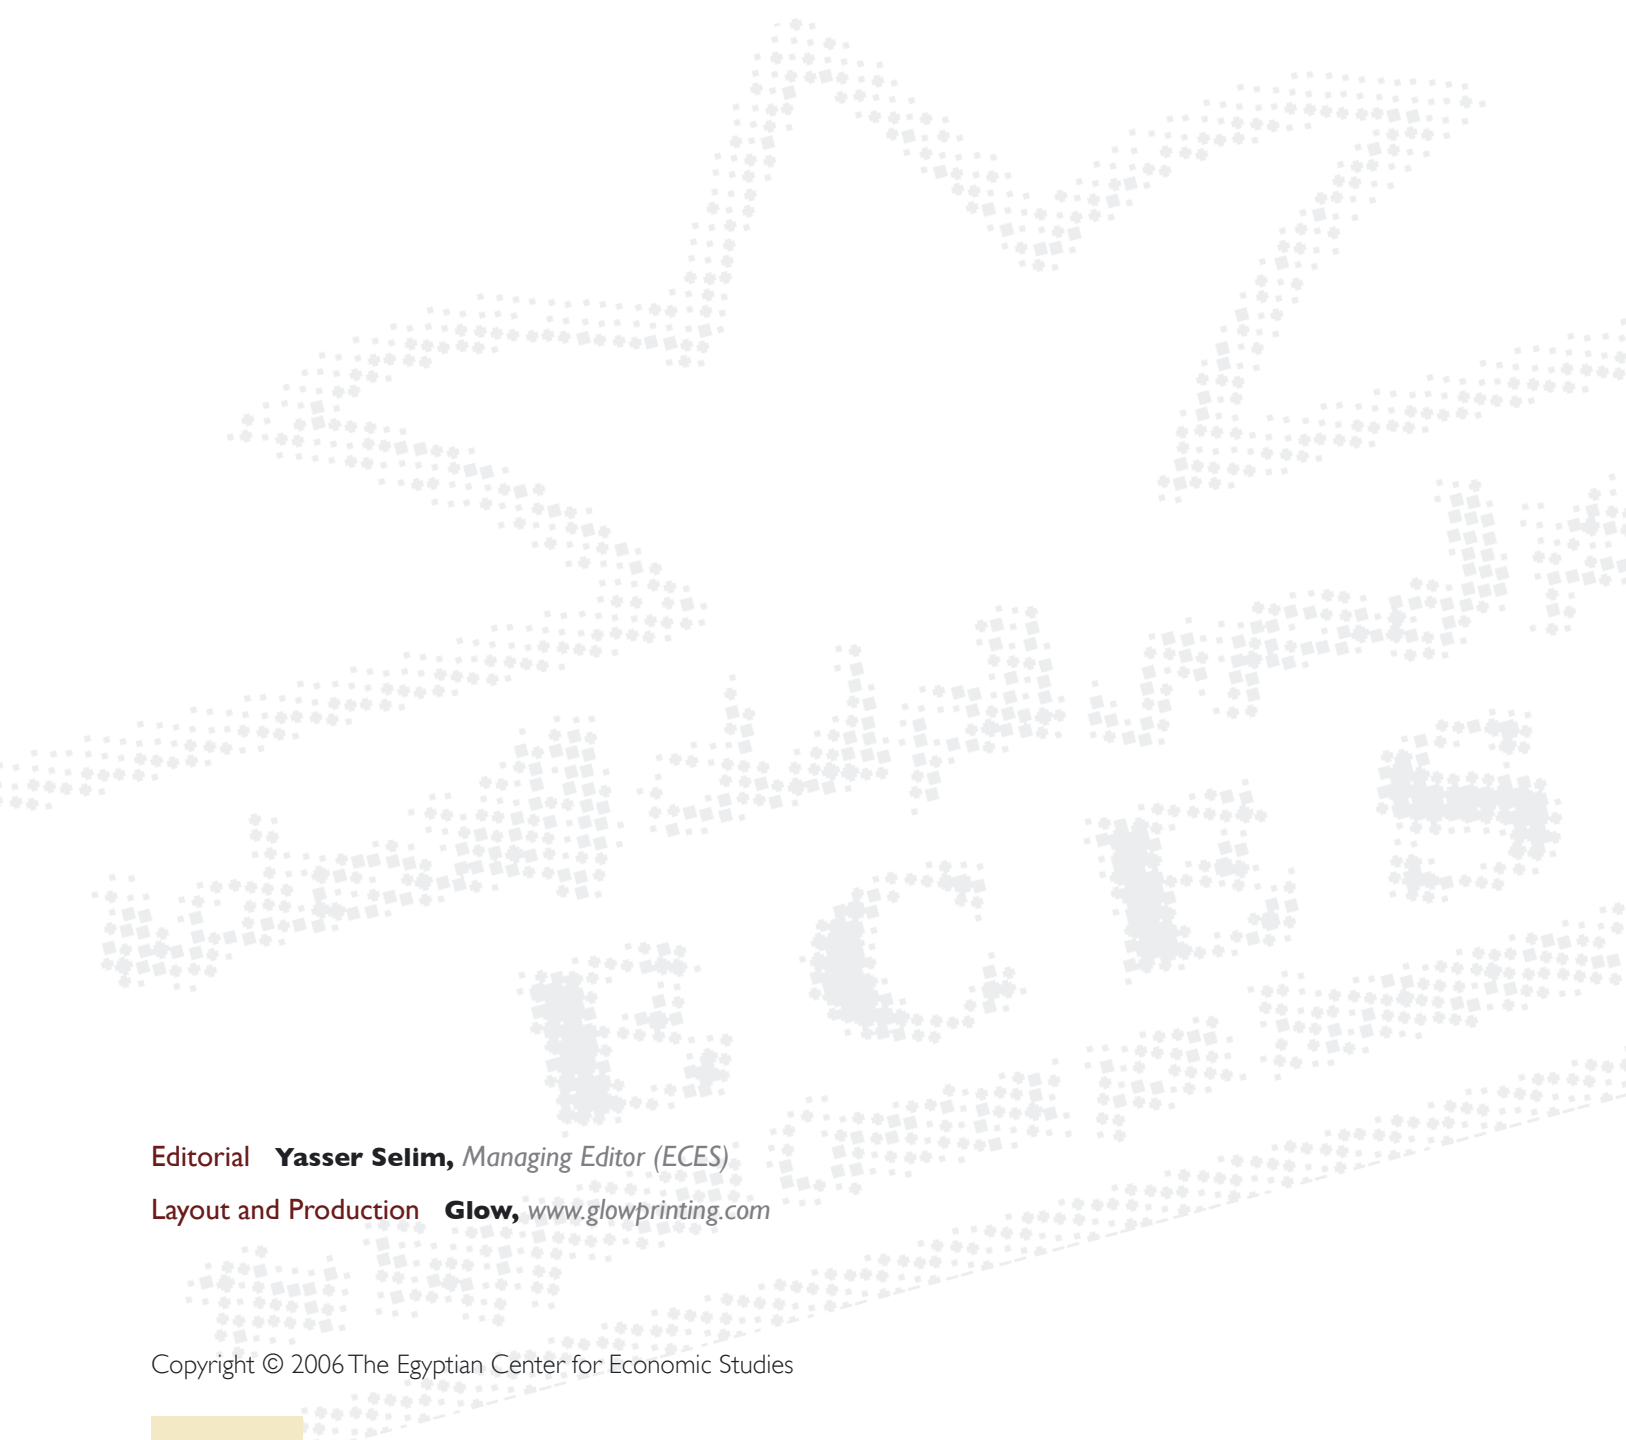 ECES
Editorial Yasser Selim, Managing Editor (ECES)
Layout and Production Glow, www.glowprinting.com
Copyright © 2006 The Egyptian Center for Economic Studies